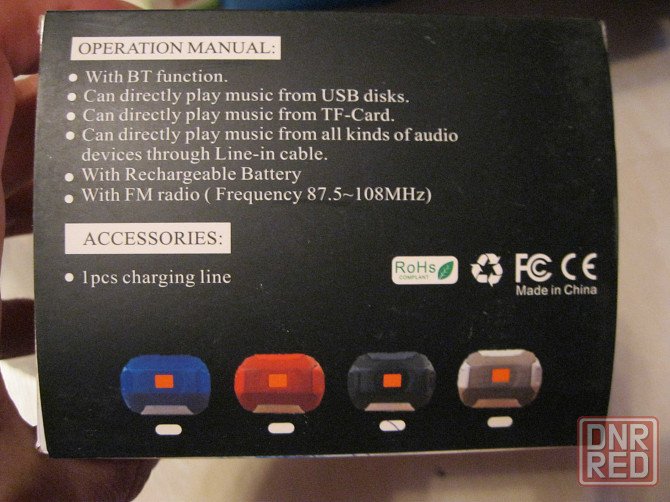 OPERATION MANUAL:
With BT function.
Can directly play music from USB disks.
Can directly play music from TF-Card.
Can directly play music from all kinds of audio
devices through Line-in cable.
With Rechargeable Battery
With FM radio ( Frequency 87.5~108MHz)
ACCESSORIES:
1pcs charging line
RoHs
COMPLIANT
FC CE
Made in China
DNR
RED